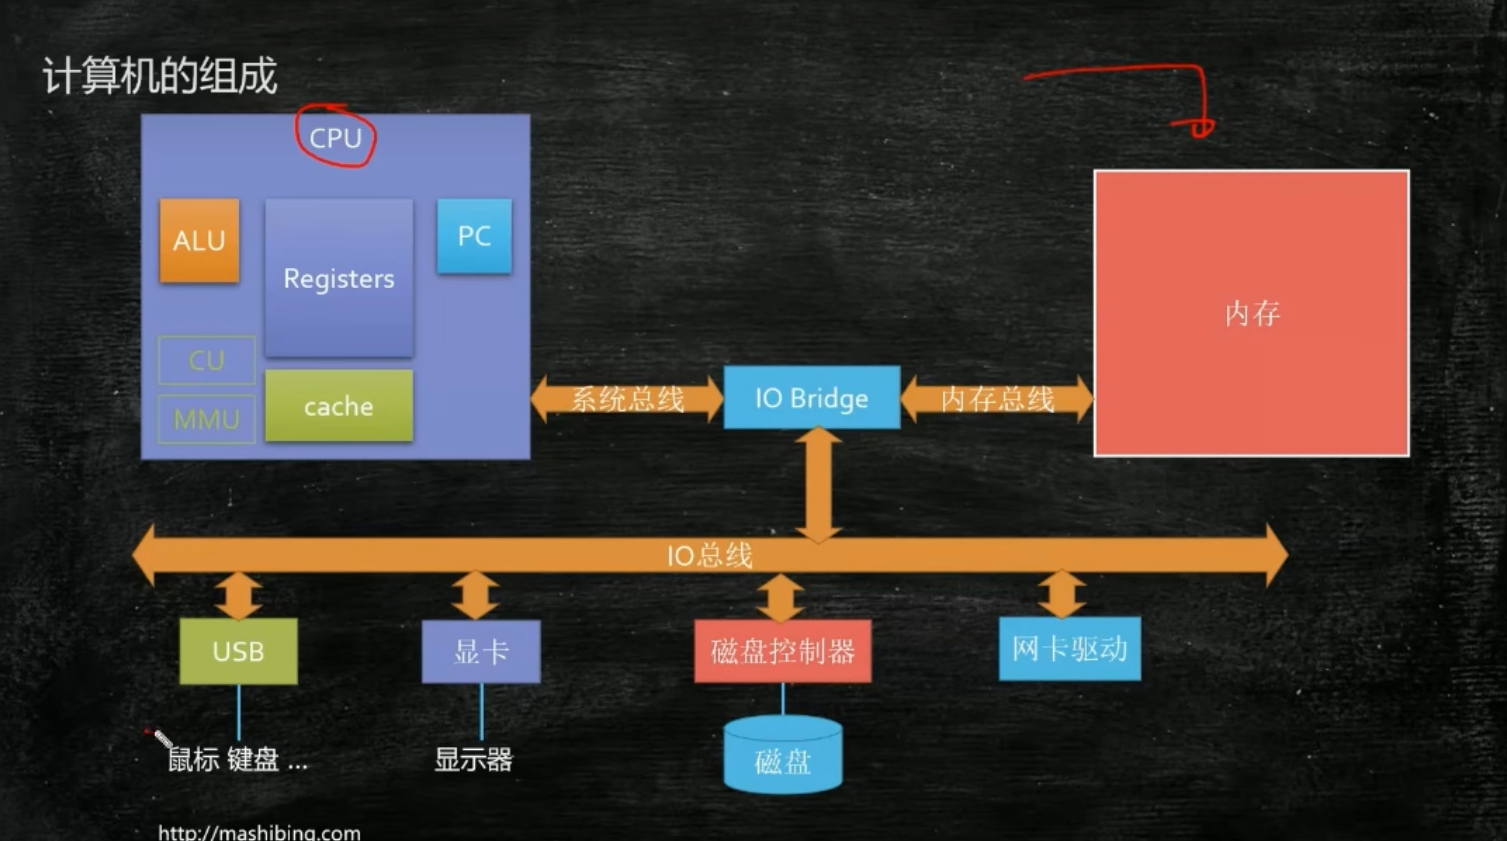 计算机的组成
CPU
ALU
Registers
PC
CU
MMU
cache
系统总线
IO Bridge
内存总线
内存
IO总线
USB
显卡
磁盘控制器
网卡驱动
鼠标 键盘 ...
显示器
磁盘
http://mashibing.com